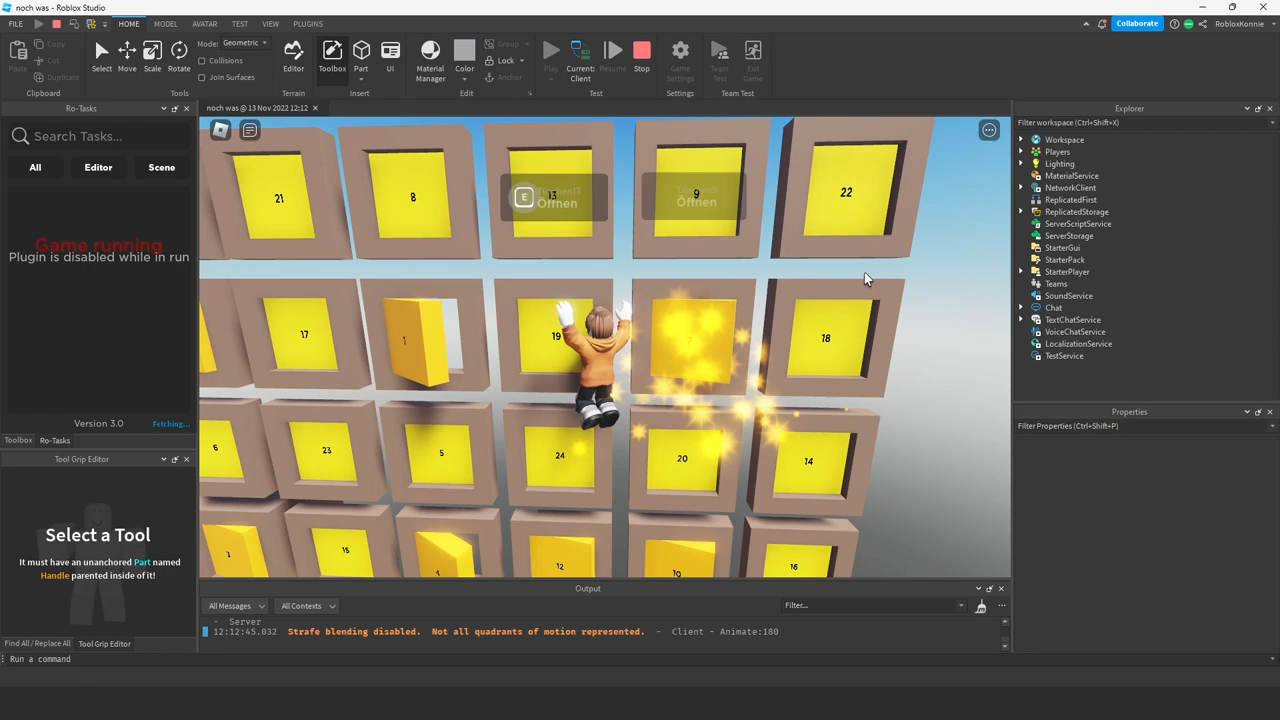 noch was - Roblox Studio
FILE
HOME
MODEL
AVATAR
TEST
VIEW
PLUGINS
Collaborate
RobloxKonnie
Paste
Copy
Cut
Duplicate
Clipboard
Select
Move
Scale
Rotate
Mode:
Geometric
Collisions
Join Surfaces
Tools
Editor
Terrain
Toolbox
Part
UI
Insert
Material
Manager
Color
Group
Lock
Anchor
Edit
Play
Current:
Client
Resume
Stop
Test
Game
Settings
Settings
Team
Test
Exit
Game
Team Test
Ro-Tasks
Search Tasks...
All
Editor
Scene
Game running
Plugin is disabled while in run
Version 3.0
Fetching...
Toolbox
Ro-Tasks
Tool Grip Editor
Select a Tool
It must have an unanchored Part named
Handle parented inside of it!
Find All / Replace All
Tool Grip Editor
noch was @ 13 Nov 2022 12:12
21
8
13
9
22
E
Öffnen
Öffnen
17
1
19
7
18
6
23
5
24
20
14
15
12
10
16
Output
All Messages
All Contexts
Filter...
- Server
12:12:45.032 Strafe blending disabled. Not all quadrants of motion represented. - Client - Animate:180
Run a command
Explorer
Filter workspace (Ctrl+Shift+X)
Workspace
Players
Lighting
MaterialService
NetworkClient
ReplicatedFirst
ReplicatedStorage
ServerScriptService
ServerStorage
StarterGui
StarterPack
StarterPlayer
Teams
SoundService
Chat
TextChatService
VoiceChatService
LocalizationService
TestService
Properties
Filter Properties (Ctrl+Shift+P)